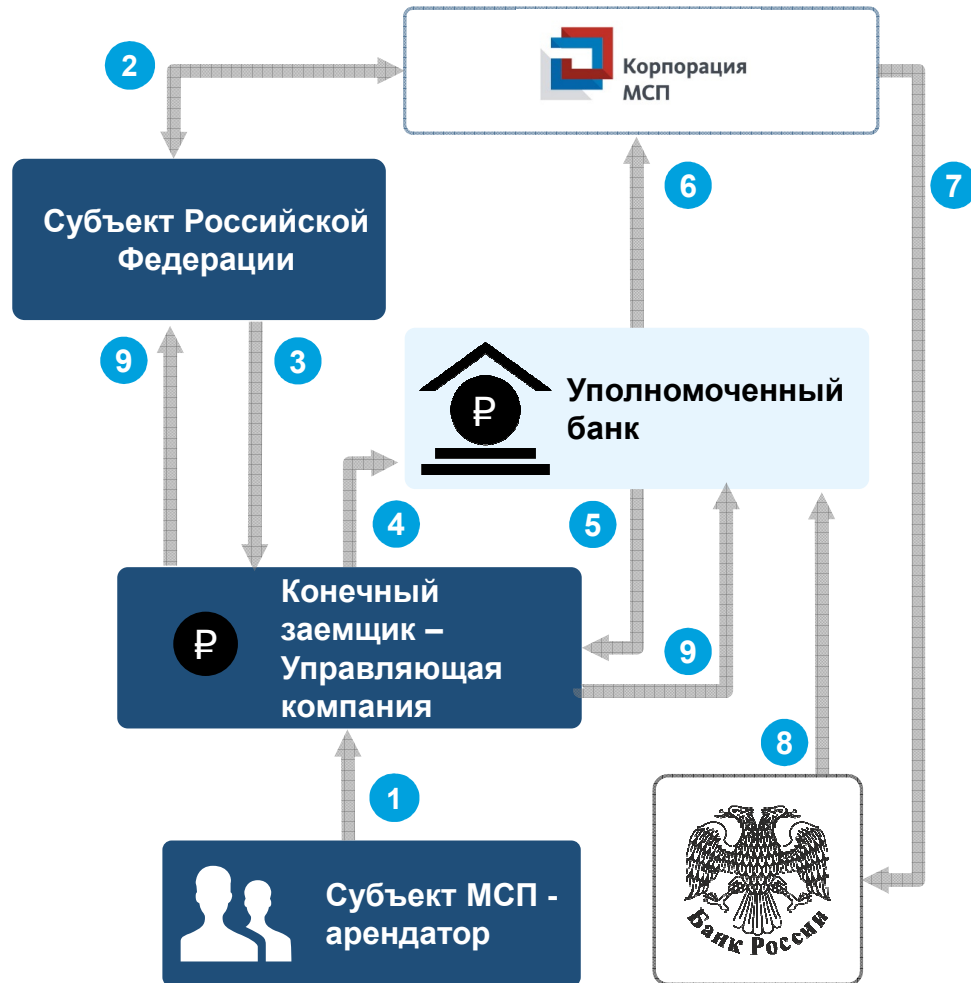 2
Корпорация
МСП
6
7
Субъект Российской
Федерации
9
3
₽
Уполномоченный
банк
4
5
₽
Конечный
заемщик –
Управляющая
компания
9
8
1
Субъект МСП -
арендатор
Банк России